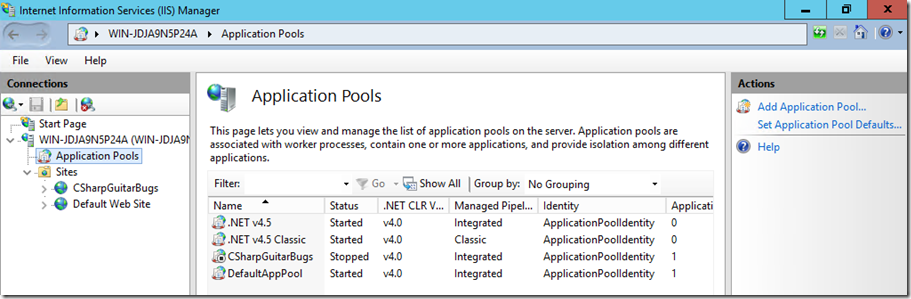 Internet Information Services (IIS) Manager
WIN-JDJA9N5P24A Application Pools
File View Help
Connections
Start Page
WIN-JDJA9N5P24A (WIN-JDJA9N
Application Pools
Sites
CSharpGuitarBugs
Default Web Site
Application Pools
This page lets you view and manage the list of application pools on the server. Application pools are
associated with worker processes, contain one or more applications, and provide isolation among different
applications.
Filter: Go Show All Group by: No Grouping
Name Status .NET CLR V... Managed Pipel... Identity Applicati
.NET v4.5 Started v4.0 Integrated ApplicationPoolIdentity 0
.NET v4.5 Classic Started v4.0 Classic ApplicationPoolIdentity 0
CSharpGuitarBugs Stopped v4.0 Integrated ApplicationPoolIdentity 1
DefaultAppPool Started v4.0 Integrated ApplicationPoolIdentity 1
Actions
Add Application Pool...
Set Application Pool Defaults...
Help